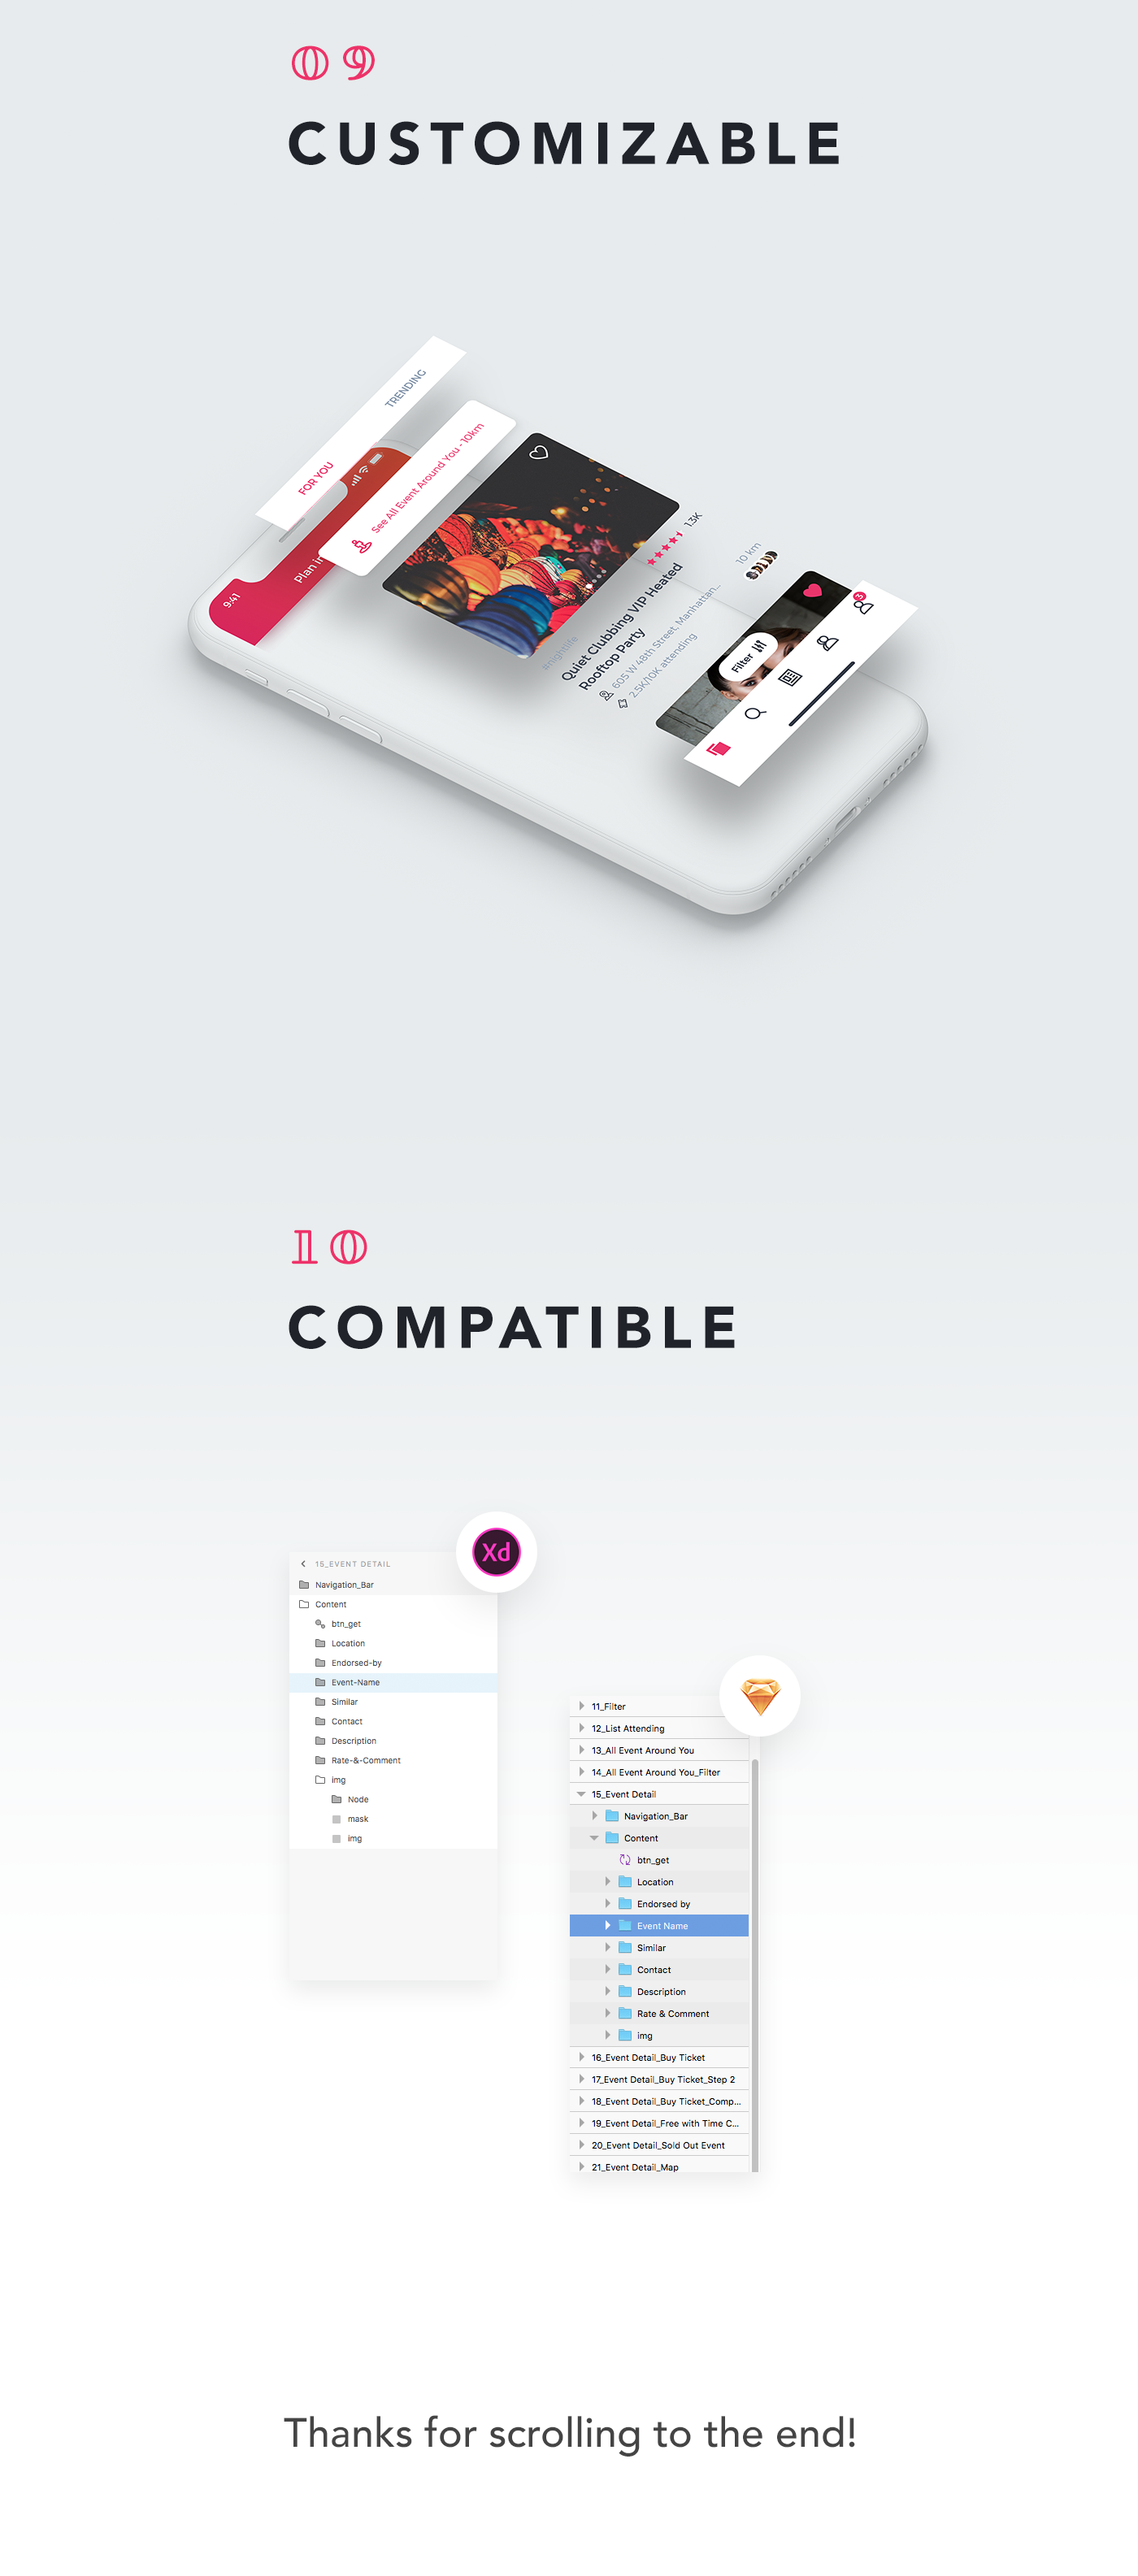 09
CUSTOMIZABLE
TRENDING
FOR YOU
9:41
Plan in
See All Event Around You - 10km
#nightlife
1.3K
Quiet Clubbing VIP Heated
Rooftop Party
605 W 48th Street, Manhattan...
10 km
2.5K/10K attending
Filter
3
10
COMPATIBLE
Xd
15_EVENT DETAIL
Navigation_Bar
Content
btn_get
Location
Endorsed-by
Event-Name
Similar
Contact
Description
Rate-&-Comment
img
Node
mask
img
11_Filter
12_List Attending
13_All Event Around You
14_All Event Around You_Filter
15_Event Detail
Navigation_Bar
Content
btn_get
Location
Endorsed by
Event Name
Similar
Contact
Description
Rate & Comment
img
16_Event Detail_Buy Ticket
17_Event Detail_Buy Ticket_Step 2
18_Event Detail_Buy Ticket_Comp...
19_Event Detail_Free with Time C...
20_Event Detail_Sold Out Event
21_Event Detail_Map
Thanks for scrolling to the end!